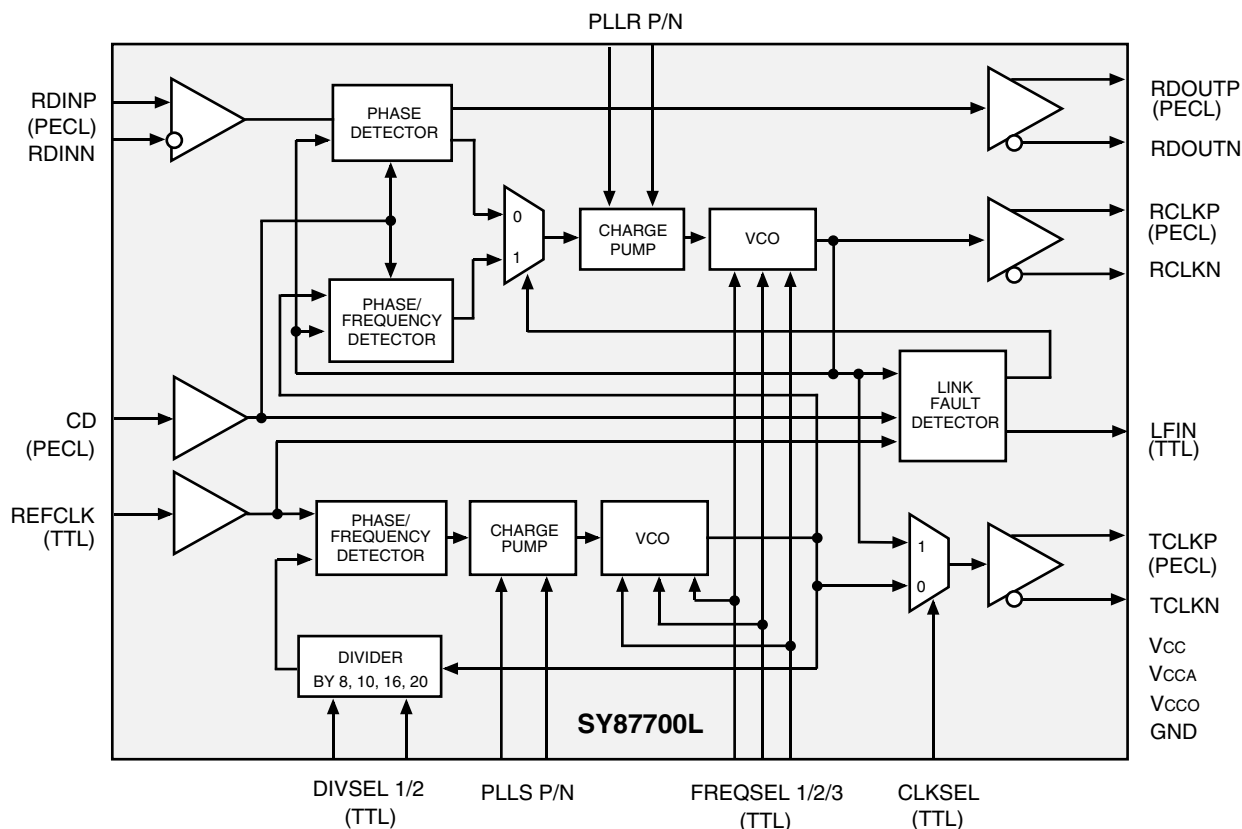 PLLR P/N
RDINP
(PECL)
RDINN
PHASE
DETECTOR
RDOUTP
(PECL)
RDOUTN
0
1
CHARGE
PUMP
VCO
RCLKP
(PECL)
RCLKN
PHASE/
FREQUENCY
DETECTOR
CD
(PECL)
LINK
FAULT
DETECTOR
LFIN
(TTL)
REFCLK
(TTL)
PHASE/
FREQUENCY
DETECTOR
CHARGE
PUMP
VCO
1
0
TCLKP
(PECL)
TCLKN
DIVIDER
BY 8, 10, 16, 20
SY87700L
VCC
VCCA
VCCO
GND
DIVSEL 1/2
(TTL)
PLLS P/N
FREQSEL 1/2/3
(TTL)
CLKSEL
(TTL)